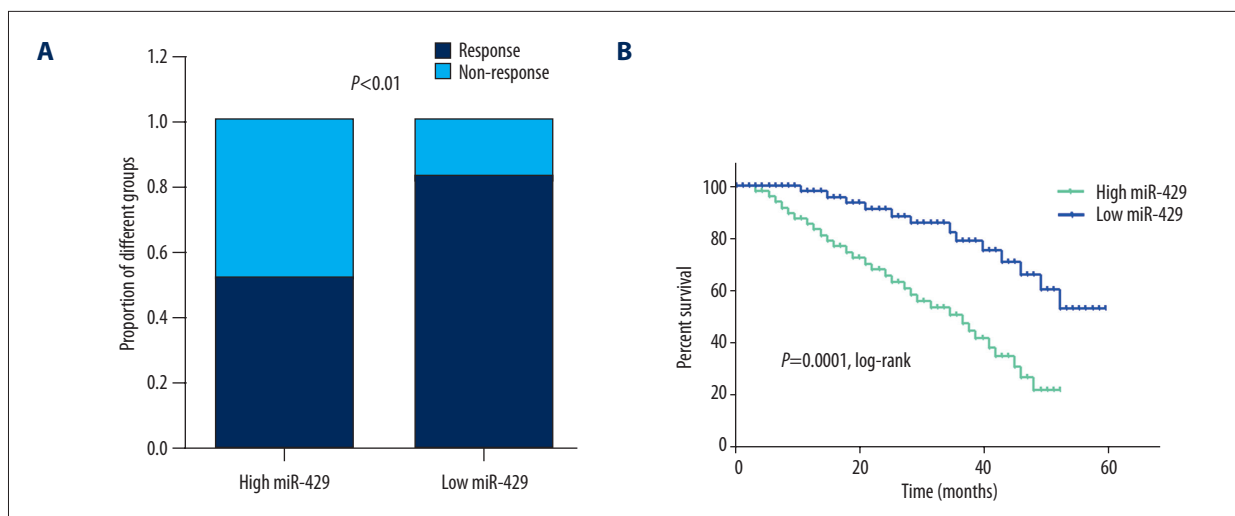 A
Response
Non-response
P<0.01
Proportion of different groups
1.2
1.0
0.8
0.6
0.4
0.2
0.0
High miR-429
Low miR-429
B
High miR-429
Low miR-429
Percent survival
100
80
60
40
20
0
P=0.0001, log-rank
0
20
40
60
Time (months)